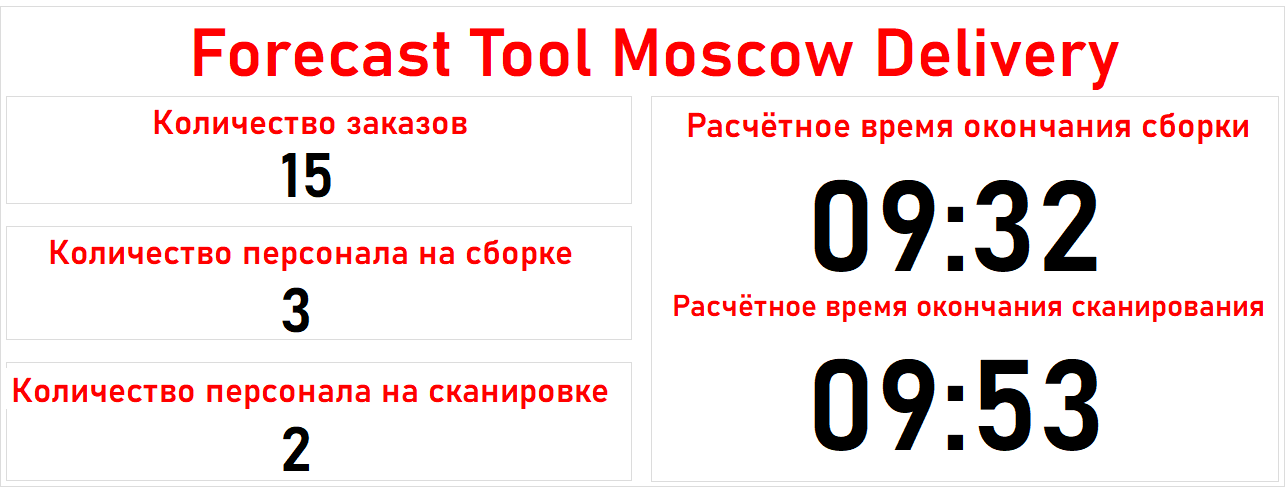 Forecast Tool Moscow Delivery
Количество заказов
15
Количество персонала на сборке
3
Количество персонала на сканировке
2
Расчётное время окончания сборки
09:32
Расчётное время окончания сканирования
09:53